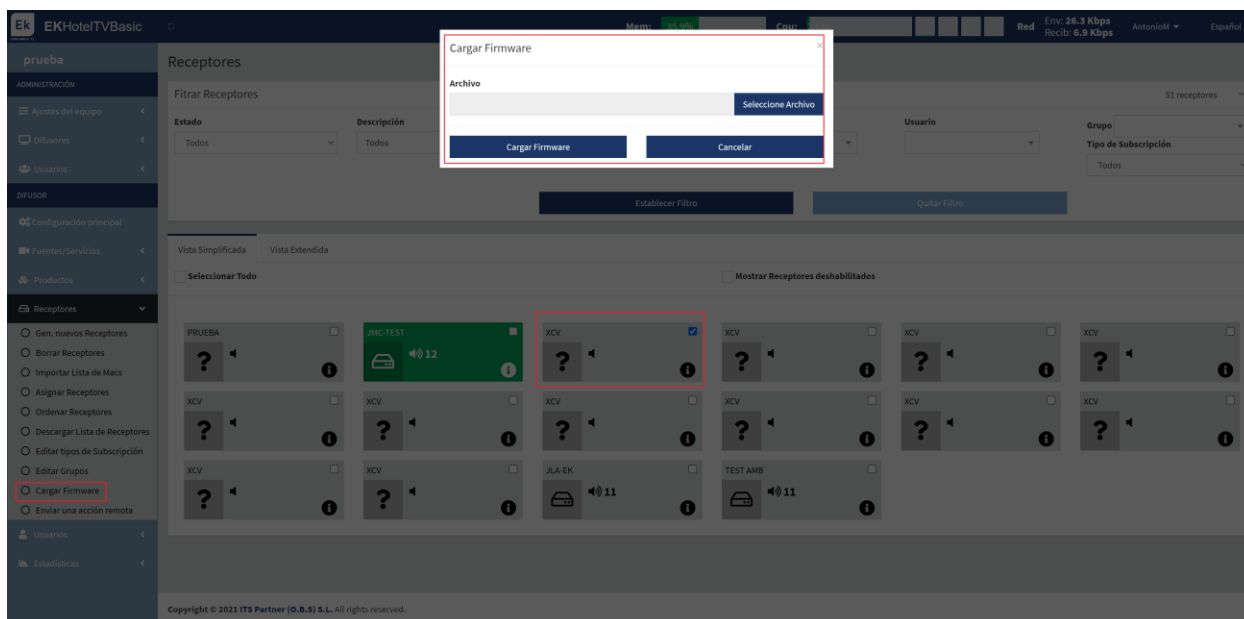 Ek EKHotelTVBasic
Mem: 35.9% Cpu:
Red Env: 26.3 Kbps
Recib: 6.9 Kbps
AntonioM Español
prueba
ADMINISTRACIÓN
Ajustes del equipo
Difusores
Usuarios
DIFUSOR
Configuración principal
Fuentes/Servicios
Productos
Receptores
Gen. nuevos Receptores
Borrar Receptores
Importar Lista de Macs
Asignar Receptores
Ordenar Receptores
Descargar Lista de Receptores
Editar tipos de Subscripción
Editar Grupos
Cargar Firmware
Enviar una acción remota
Usuarios
Estadísticas
Cargar Firmware ×
Archivo
Seleccione Archivo
Cargar Firmware Cancelar
Receptores
Fitrar Receptores 51 receptores
Estado Descripción Usuario Grupo
Todos Todos
Tipo de Subscripción
Todos
Establecer Filtro Quitar Filtro
Vista Simplificada Vista Extendida
Seleccionar Todo Mostrar Receptores deshabilitados
PRUEBA JMC-TEST XCV XCV XCV XCV
12
XCV XCV XCV XCV XCV XCV
XCV XCV JLA-EK TEST AMB
11 11
Copyright © 2021 ITS Partner (O.B.S) S.L. All rights reserved.